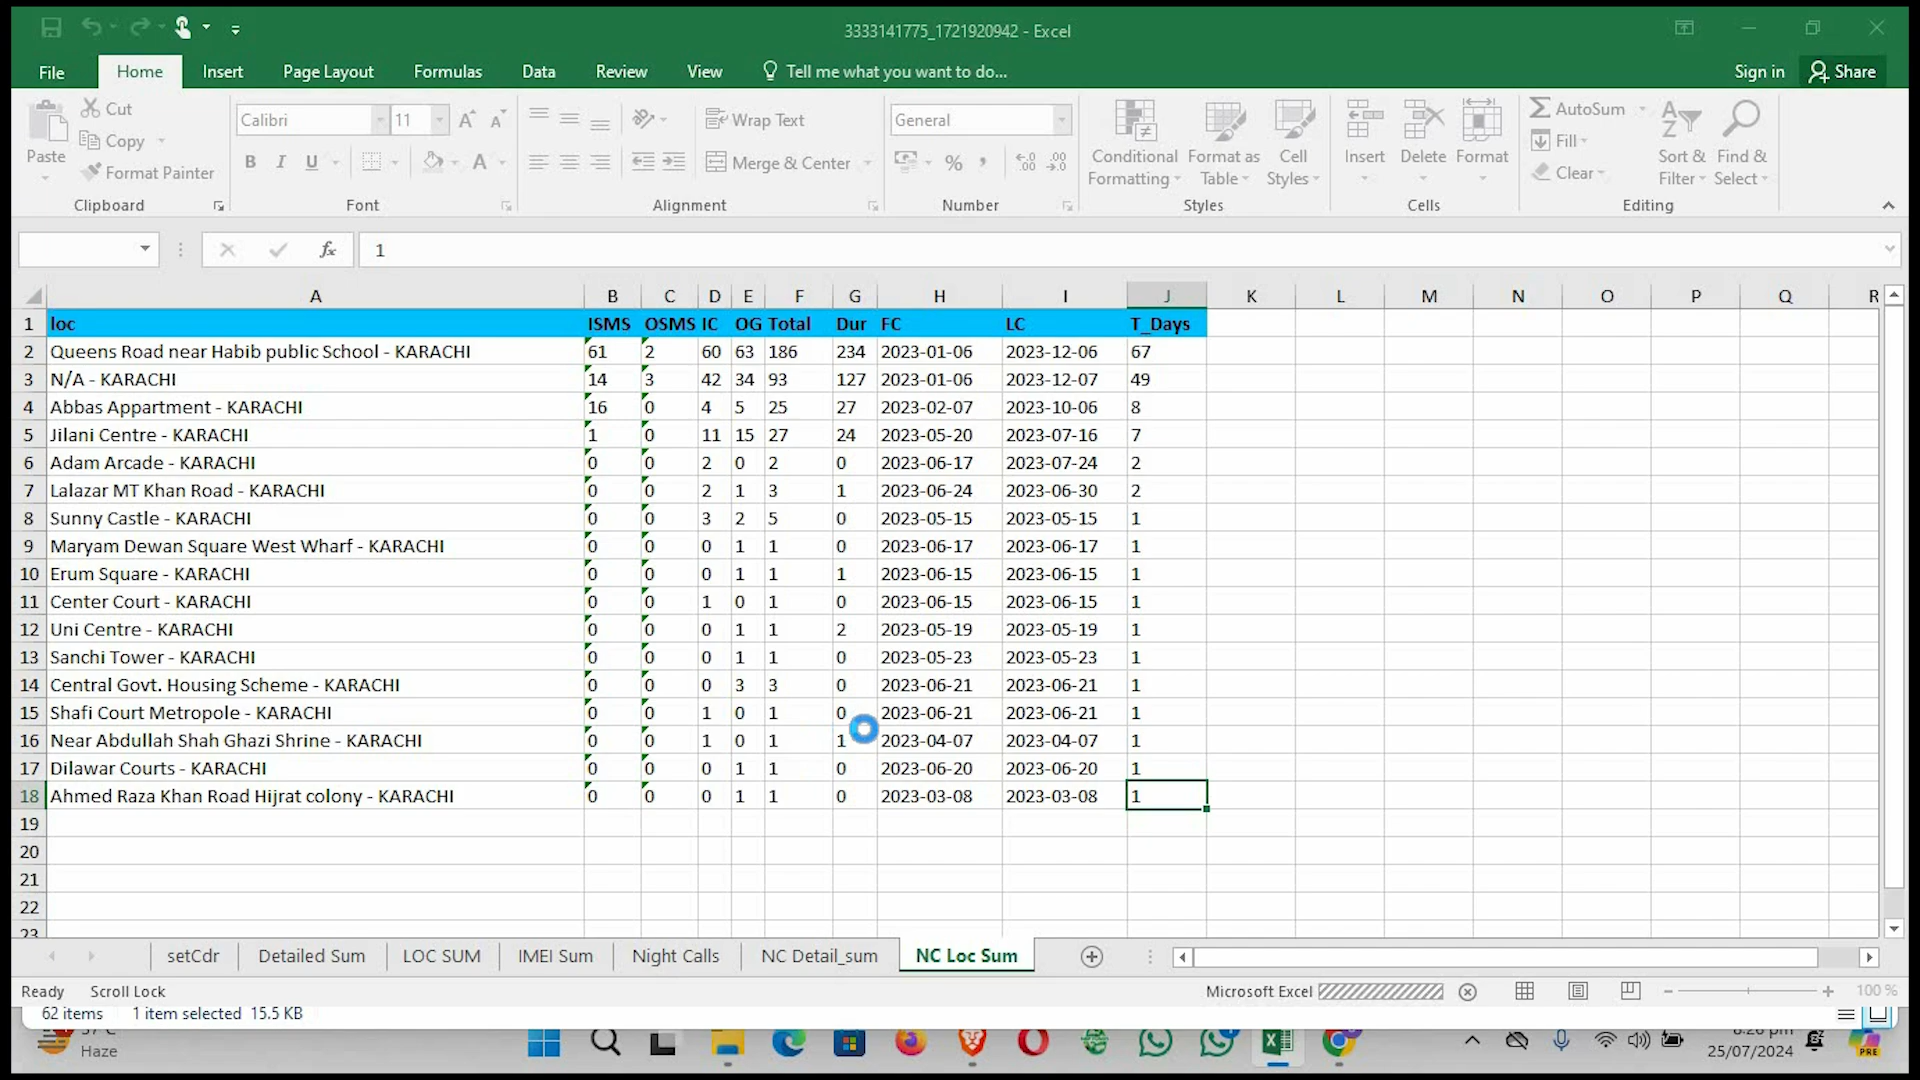 3333141775_1721920942 - Excel
File Home Insert Page Layout Formulas Data Review View Tell me what you want to do... Sign in Share
Paste Cut Copy Format Painter Clipboard
Calibri 11 B I U Font
Wrap Text Merge & Center Alignment
General % Number
Conditional Formatting Format as Table Cell Styles Styles
Insert Delete Format Cells
AutoSum Fill Clear Sort & Filter Find & Select Editing
fx 1
A B C D E F G H I J K L M N O P Q R
1 loc ISMS OSMS IC OG Total Dur FC LC T_Days
2 Queens Road near Habib public School - KARACHI 61 2 60 63 186 234 2023-01-06 2023-12-06 67
3 N/A - KARACHI 14 3 42 34 93 127 2023-01-06 2023-12-07 49
4 Abbas Appartment - KARACHI 16 0 4 5 25 27 2023-02-07 2023-10-06 8
5 Jilani Centre - KARACHI 1 0 11 15 27 24 2023-05-20 2023-07-16 7
6 Adam Arcade - KARACHI 0 0 2 0 2 0 2023-06-17 2023-07-24 2
7 Lalazar MT Khan Road - KARACHI 0 0 2 1 3 1 2023-06-24 2023-06-30 2
8 Sunny Castle - KARACHI 0 0 3 2 5 0 2023-05-15 2023-05-15 1
9 Maryam Dewan Square West Wharf - KARACHI 0 0 0 1 1 0 2023-06-17 2023-06-17 1
10 Erum Square - KARACHI 0 0 0 1 1 1 2023-06-15 2023-06-15 1
11 Center Court - KARACHI 0 0 1 0 1 0 2023-06-15 2023-06-15 1
12 Uni Centre - KARACHI 0 0 0 1 1 2 2023-05-19 2023-05-19 1
13 Sanchi Tower - KARACHI 0 0 0 1 1 0 2023-05-23 2023-05-23 1
14 Central Govt. Housing Scheme - KARACHI 0 0 0 3 3 0 2023-06-21 2023-06-21 1
15 Shafi Court Metropole - KARACHI 0 0 1 0 1 0 2023-06-21 2023-06-21 1
16 Near Abdullah Shah Ghazi Shrine - KARACHI 0 0 1 0 1 1 2023-04-07 2023-04-07 1
17 Dilawar Courts - KARACHI 0 0 0 1 1 0 2023-06-20 2023-06-20 1
18 Ahmed Raza Khan Road Hijrat colony - KARACHI 0 0 0 1 1 0 2023-03-08 2023-03-08 1
19
20
21
22
23
setCdr Detailed Sum LOC SUM IMEI Sum Night Calls NC Detail_sum NC Loc Sum
Ready Scroll Lock Microsoft Excel 100 %
62 items 1 item selected 15.5 KB
Haze
25/07/2024
PRE